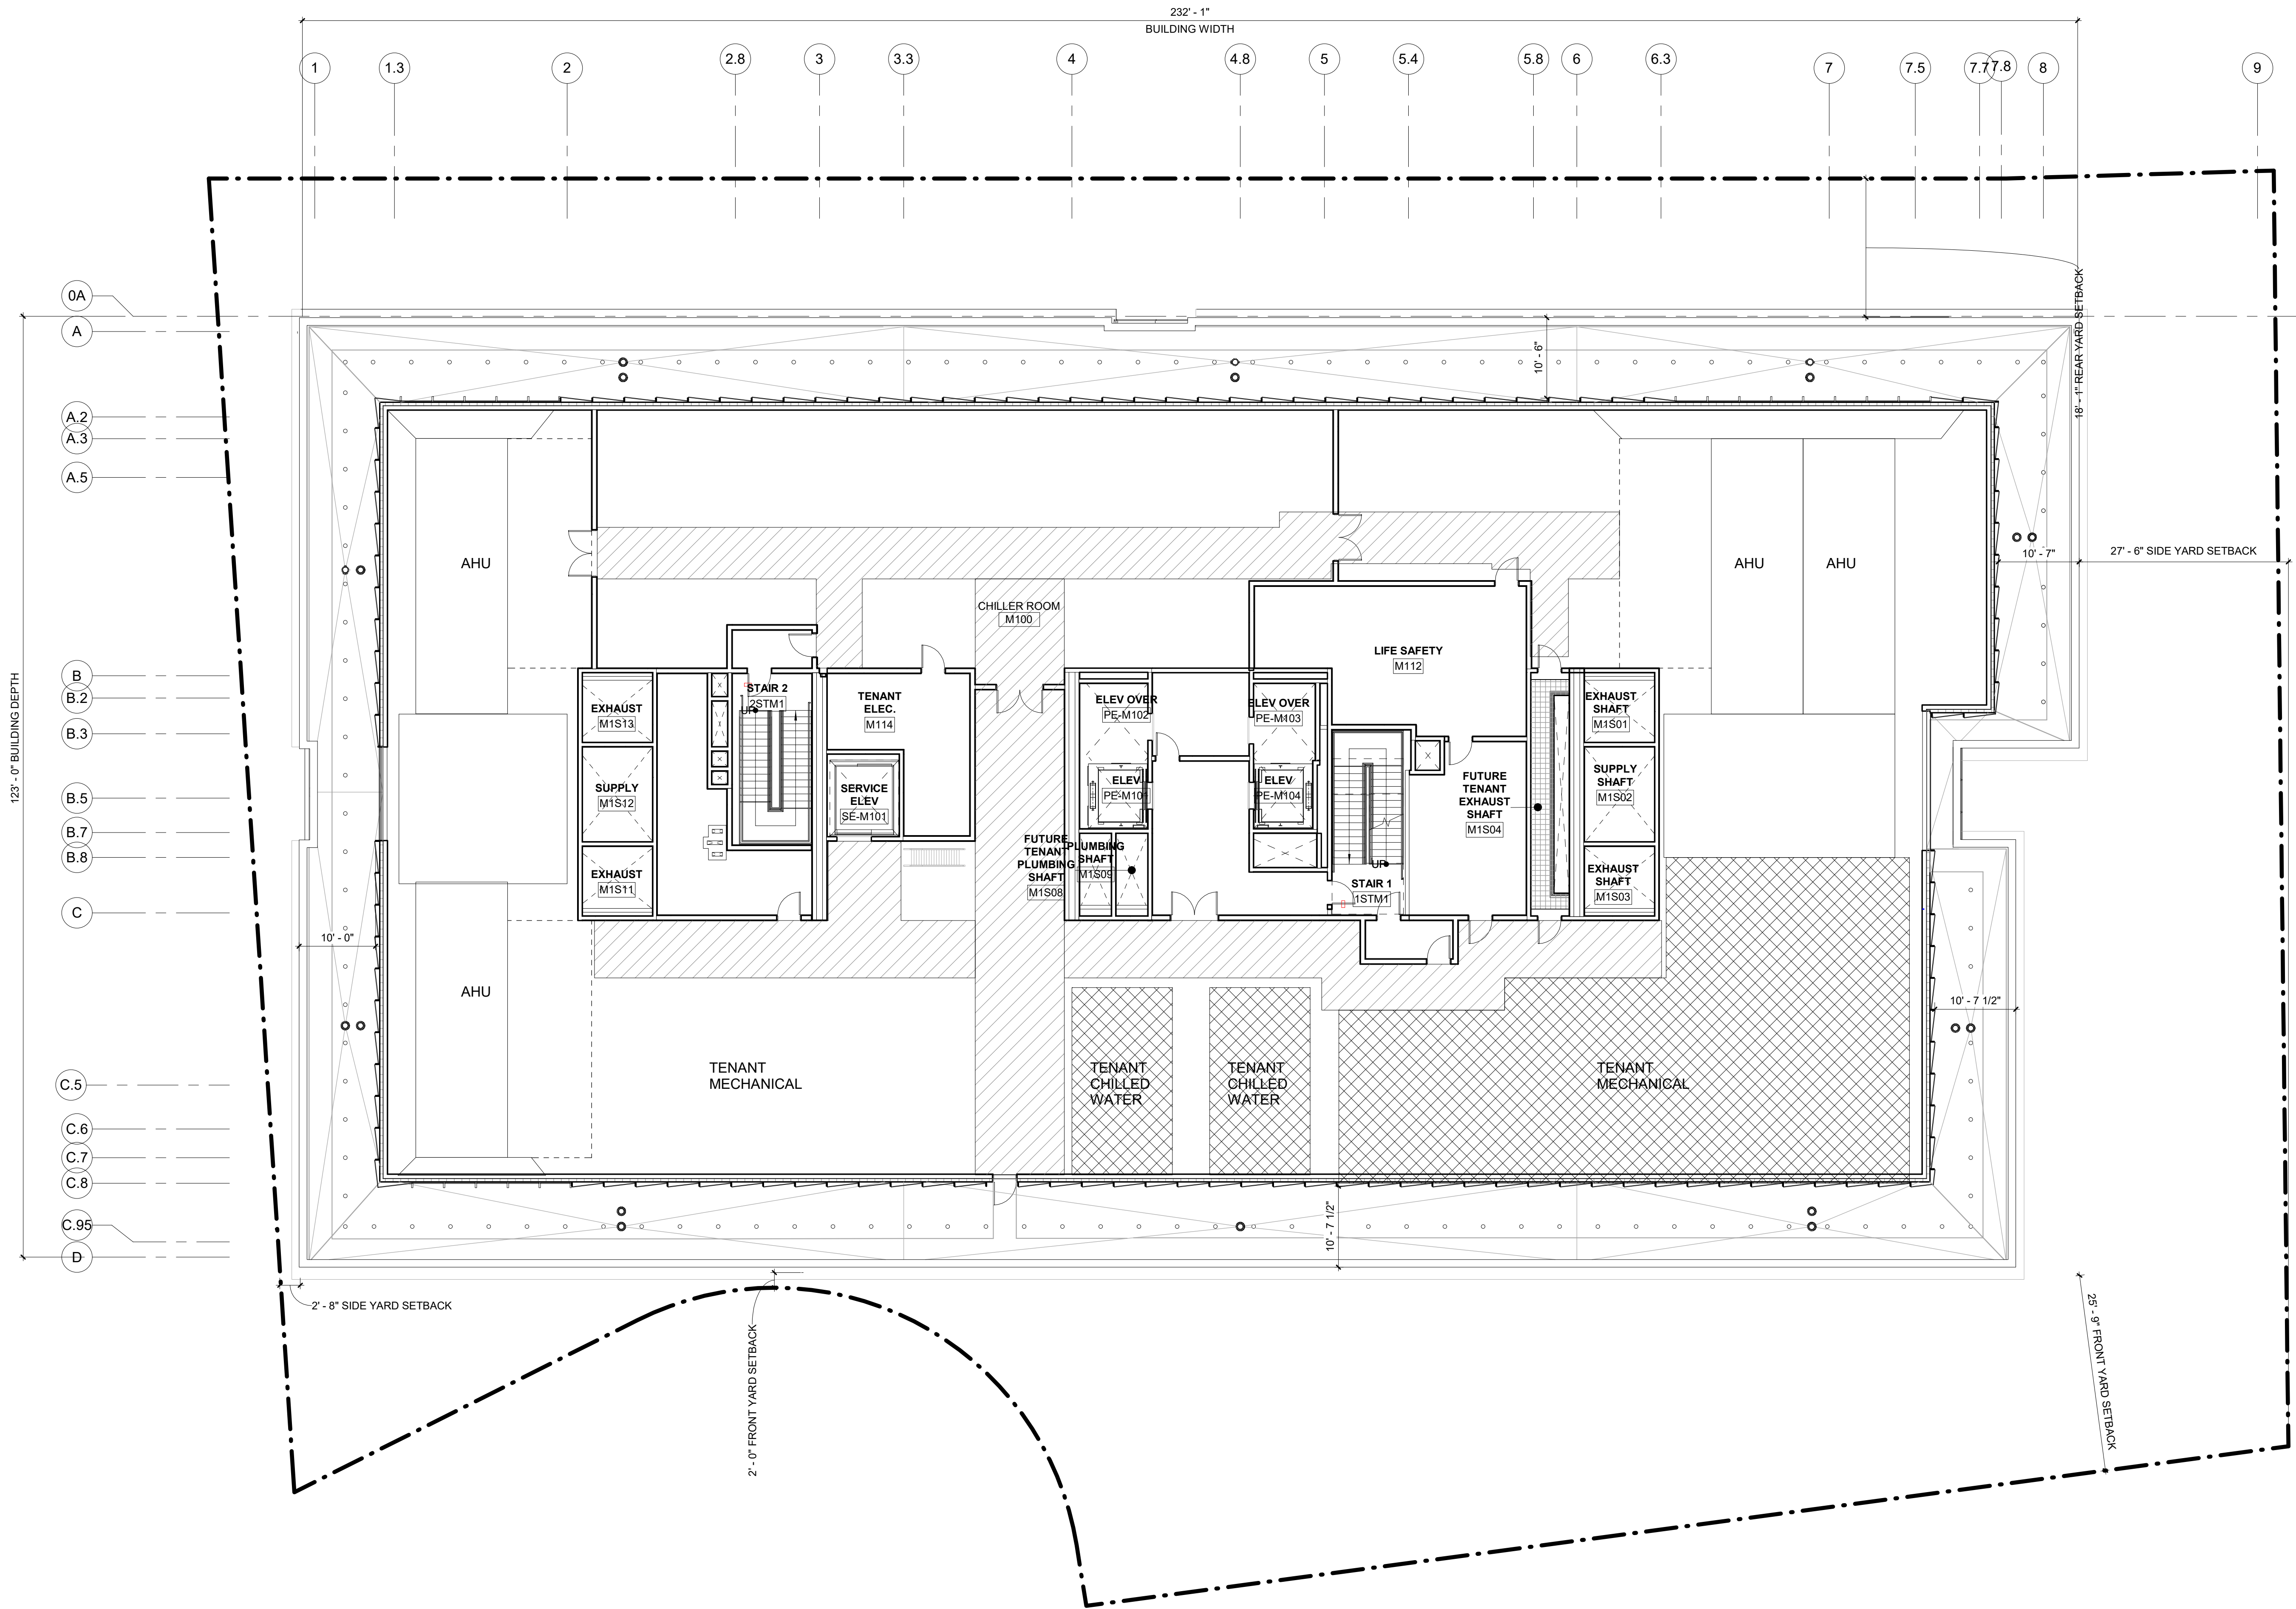 232' - 1"
BUILDING WIDTH
1
1.3
2
2.8
3
3.3
4
4.8
5
5.4
5.8
6
6.3
7
7.5
7.7
7.8
8
9
0A
A
A.2
A.3
A.5
B
B.2
B.3
B.5
B.7
B.8
C
C.5
C.6
C.7
C.8
C.95
D
123' - 0" BUILDING DEPTH
18' - 1" REAR YARD SETBACK
10' - 6"
10' - 7"
27' - 6" SIDE YARD SETBACK
AHU
AHU
AHU
CHILLER ROOM
M100
LIFE SAFETY
M112
STAIR 2
2STM1
UP
TENANT
ELEC.
M114
EXHAUST
M1S13
SUPPLY
M1S12
EXHAUST
M1S11
SERVICE
ELEV
SE-M101
ELEV OVER
PE-M102
ELEV OVER
PE-M103
ELEV
PE-M101
ELEV
PE-M104
FUTURE
TENANT
PLUMBING
SHAFT
M1S08
PLUMBING
SHAFT
M1S09
UP
STAIR 1
1STM1
FUTURE
TENANT
EXHAUST
SHAFT
M1S04
EXHAUST
SHAFT
M1S01
SUPPLY
SHAFT
M1S02
EXHAUST
SHAFT
M1S03
10' - 0"
AHU
10' - 7 1/2"
TENANT
MECHANICAL
TENANT
CHILLED
WATER
TENANT
CHILLED
WATER
TENANT
MECHANICAL
10' - 7 1/2"
2' - 8" SIDE YARD SETBACK
2' - 0" FRONT YARD SETBACK
25' - 9" FRONT YARD SETBACK